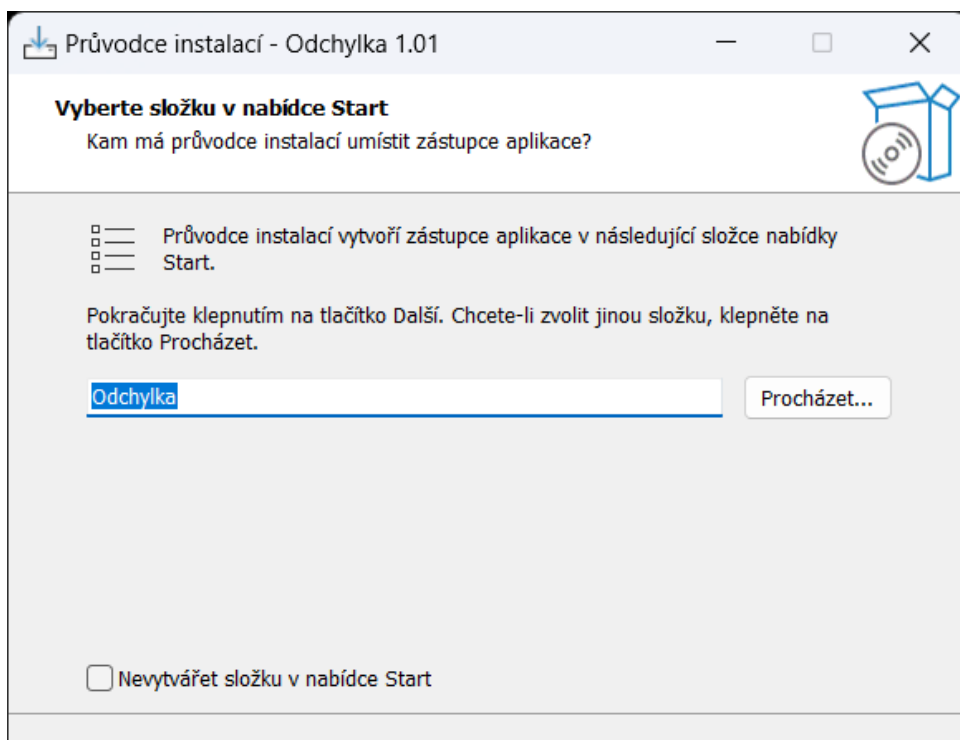 Průvodce instalací - Odchylka 1.01
Vyberte složku v nabídce Start
Kam má průvodce instalací umístit zástupce aplikace?
Průvodce instalací vytvoří zástupce aplikace v následující složce nabídky
Start.
Pokračujte klepnutím na tlačítko Další. Chcete-li zvolit jinou složku, klepněte na
tlačítko Procházet.
Odchylka
Procházet...
Nevytvářet složku v nabídce Start